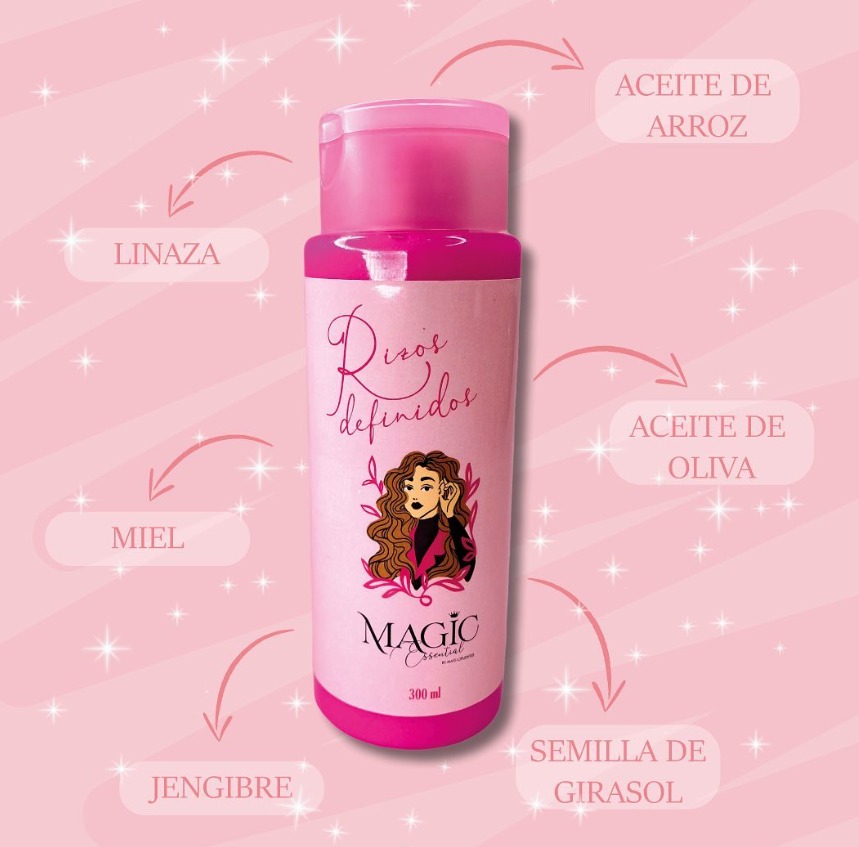 ACEITE DE
ARROZ
LINAZA
Rizos
definidos
ACEITE DE
OLIVA
MIEL
MAGIC
Essential
300 ml
SEMILLA DE
GIRASOL
JENGIBRE